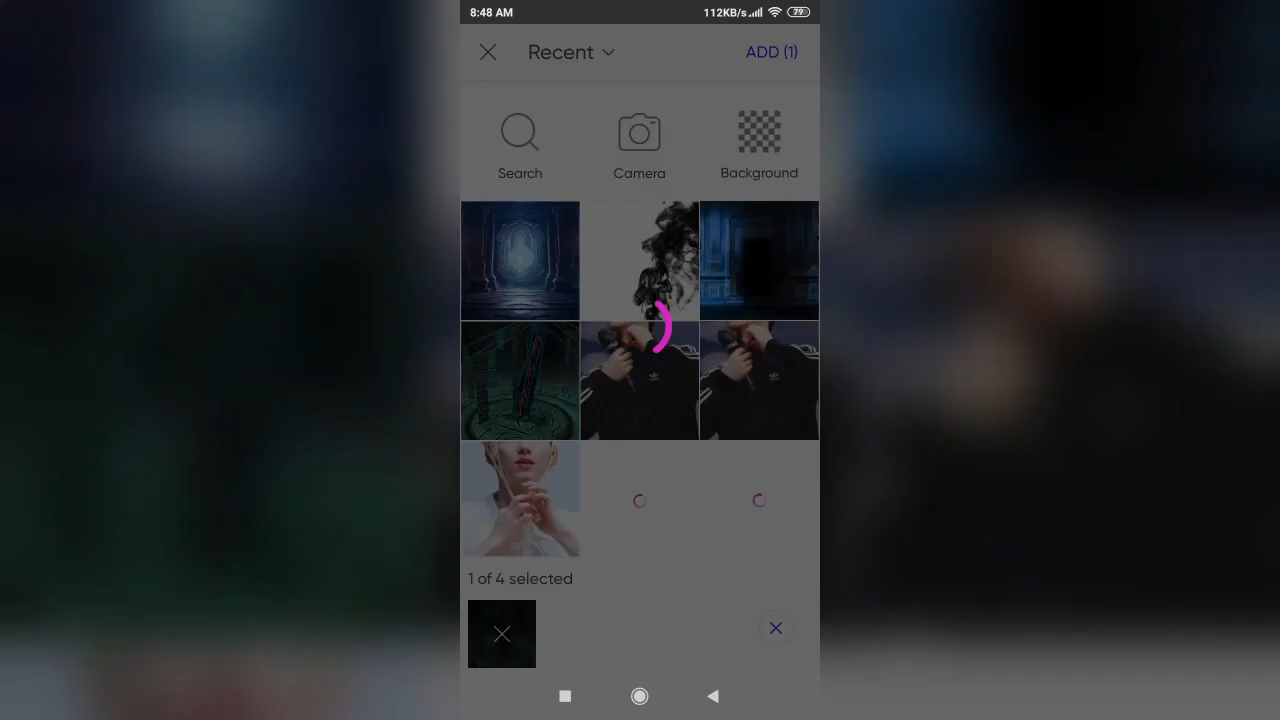 8:48 AM 112KB/s 79
Recent ADD (1)
Search Camera Background
1 of 4 selected